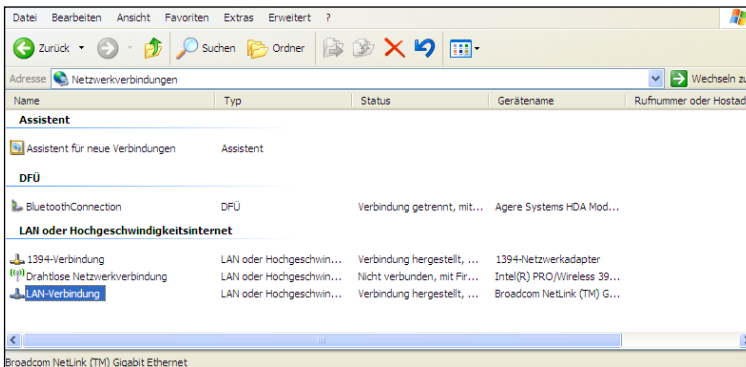 Datei Bearbeiten Ansicht Favoriten Extras Erweitert ?
Zurück Suchen Ordner
Adresse Netzwerkverbindungen Wechseln zu
Name Typ Status Gerätename Rufnummer oder Hostad
Assistent
Assistent für neue Verbindungen Assistent
DFÜ
BluetoothConnection DFÜ Verbindung getrennt, mit... Agere Systems HDA Mod...
LAN oder Hochgeschwindigkeitsinternet
1394-Verbindung LAN oder Hochgeschwin... Verbindung hergestellt, ... 1394-Netzwerkadapter
Drahtlose Netzwerkverbindung LAN oder Hochgeschwin... Nicht verbunden, mit Fir... Intel(R) PRO/Wireless 39...
LAN-Verbindung LAN oder Hochgeschwin... Verbindung hergestellt, ... Broadcom NetLink (TM) G...
Broadcom NetLink (TM) Gigabit Ethernet